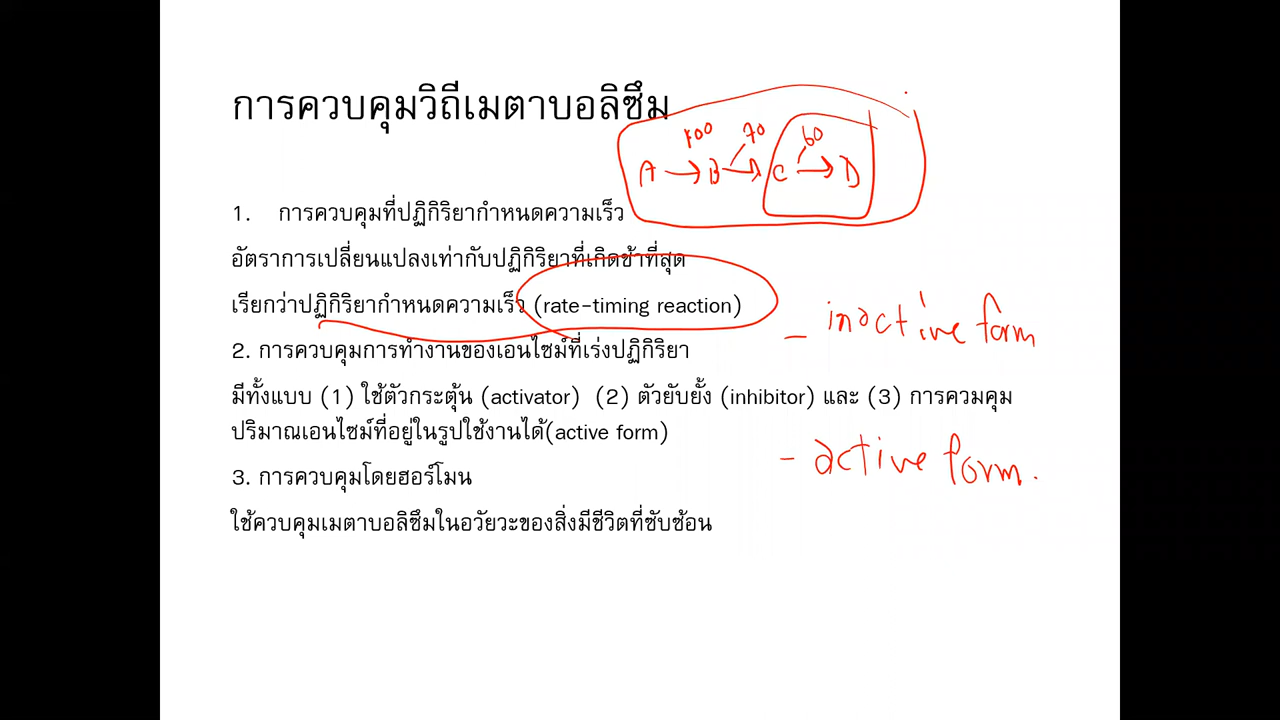 การควบคุมวิถีเมตาบอลิซึม
100 70 60
A → B → C → D
1. การควบคุมที่ปฏิกิริยากำหนดความเร็ว
อัตราการเปลี่ยนแปลงเท่ากับปฏิกิริยาที่เกิดช้าที่สุด
เรียกว่าปฏิกิริยากำหนดความเร็ว (rate-timing reaction)
- inactive form
2. การควบคุมการทำงานของเอนไซม์ที่เร่งปฏิกิริยา
มีทั้งแบบ (1) ใช้ตัวกระตุ้น (activator) (2) ตัวยับยั้ง (inhibitor) และ (3) การควมคุม
ปริมาณเอนไซม์ที่อยู่ในรูปใช้งานได้(active form)
- active form.
3. การควบคุมโดยฮอร์โมน
ใช้ควบคุมเมตาบอลิซึมในอวัยวะของสิ่งมีชีวิตที่ซับซ้อน